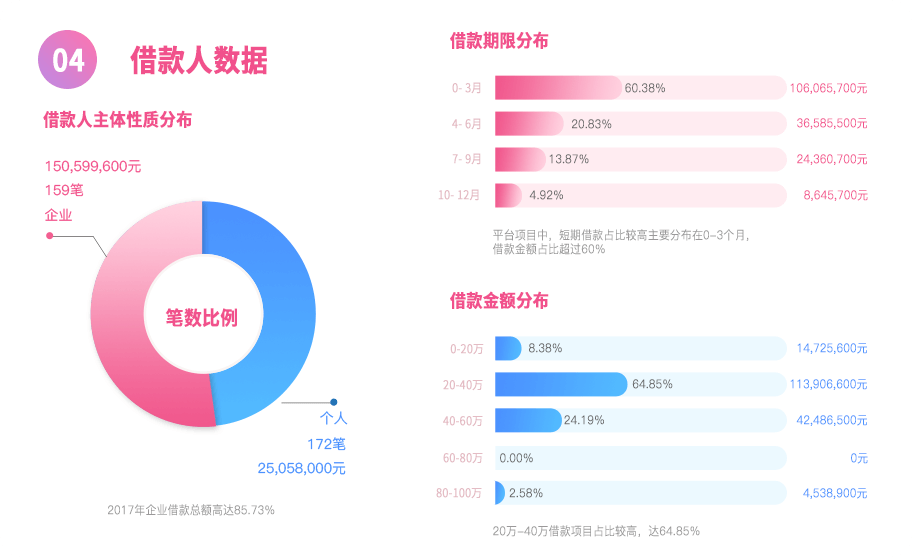 04
借款人数据
借款人主体性质分布
150,599,600元
159笔
企业
笔数比例
个人
172笔
25,058,000元
2017年企业借款总额高达85.73%
借款期限分布
0- 3月 60.38% 106,065,700元
4- 6月 20.83% 36,585,500元
7- 9月 13.87% 24,360,700元
10- 12月 4.92% 8,645,700元
平台项目中，短期借款占比较高主要分布在0-3个月，
借款金额占比超过60%
借款金额分布
0-20万 8.38% 14,725,600元
20-40万 64.85% 113,906,600元
40-60万 24.19% 42,486,500元
60-80万 0.00% 0元
80-100万 2.58% 4,538,900元
20万-40万借款项目占比较高，达64.85%